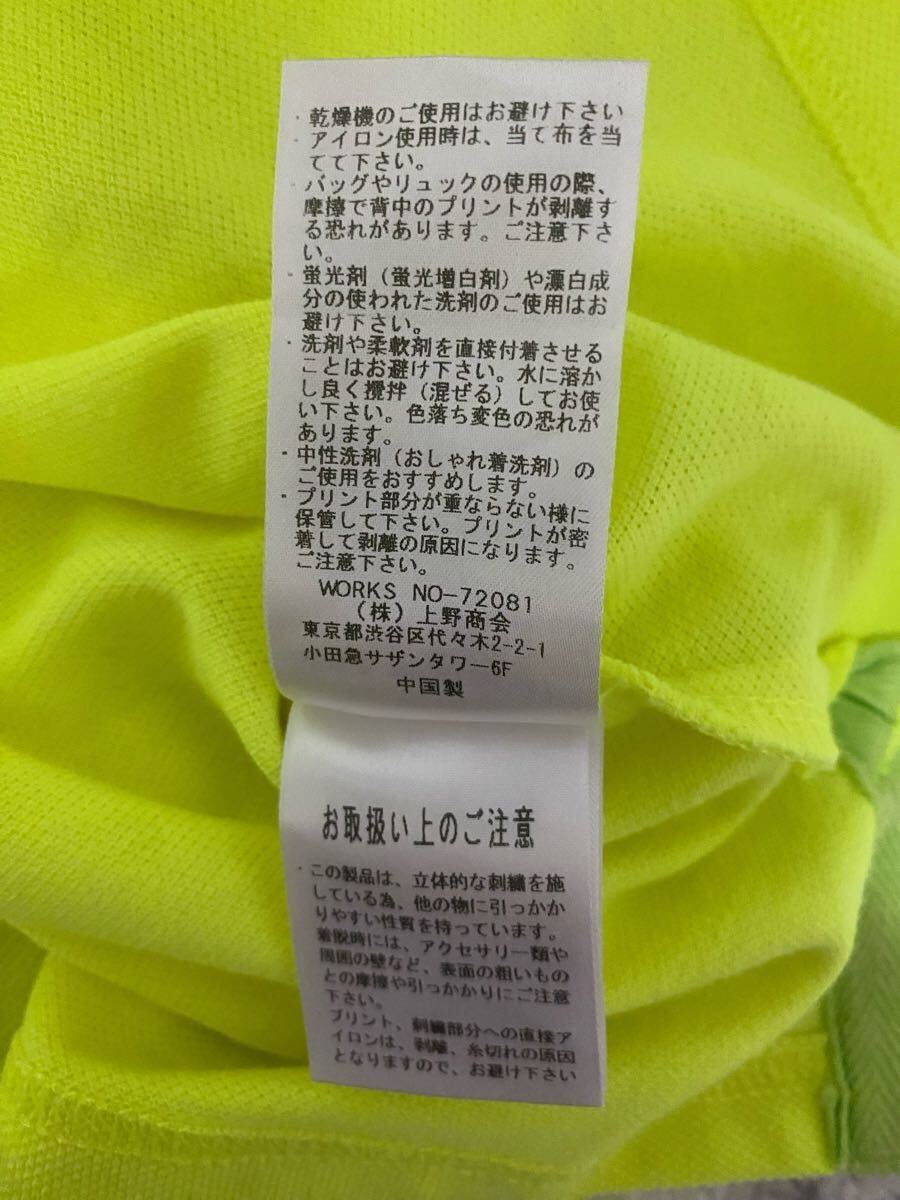 ・乾燥機のご使用はお避け下さい
・アイロン使用時は、当て布を当
てて下さい。
・バッグやリュックの使用の際、
摩擦で背中のプリントが剥離す
る恐れがあります。ご注意下さ
い。
・蛍光剤（蛍光増白剤）や漂白成
分の使われた洗剤のご使用はお
避け下さい。
・洗剤や柔軟剤を直接付着させる
ことはお避け下さい。水に溶か
し良く攪拌（混ぜる）してお使
い下さい。色落ち変色の恐れが
あります。
・中性洗剤（おしゃれ着洗剤）の
ご使用をおすすめします。
・プリント部分が重ならない様に
保管して下さい。プリントが密
着して剥離の原因になります。
ご注意下さい。
WORKS NO-72081
（株）上野商会
東京都渋谷区代々木2-2-1
小田急サザンタワー6F
中国製
お取扱い上のご注意
・この製品は、立体的な刺繍を施
している為、他の物に引っかか
りやすい性質を持っています。
着脱時には、アクセサリー類や
周囲の壁など、表面の粗いもの
との摩擦や引っかかりにご注意
下さい。
プリント、刺繍部分への直接ア
イロンは、剥離、糸切れの原因
となりますので、お避け下さい